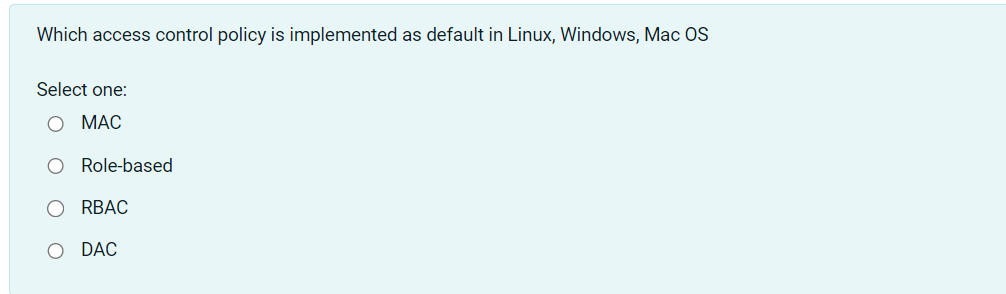 Which access control policy is implemented as default in Linux, Windows, Mac OS
Select one:
MAC
Role-based
RBAC
DAC